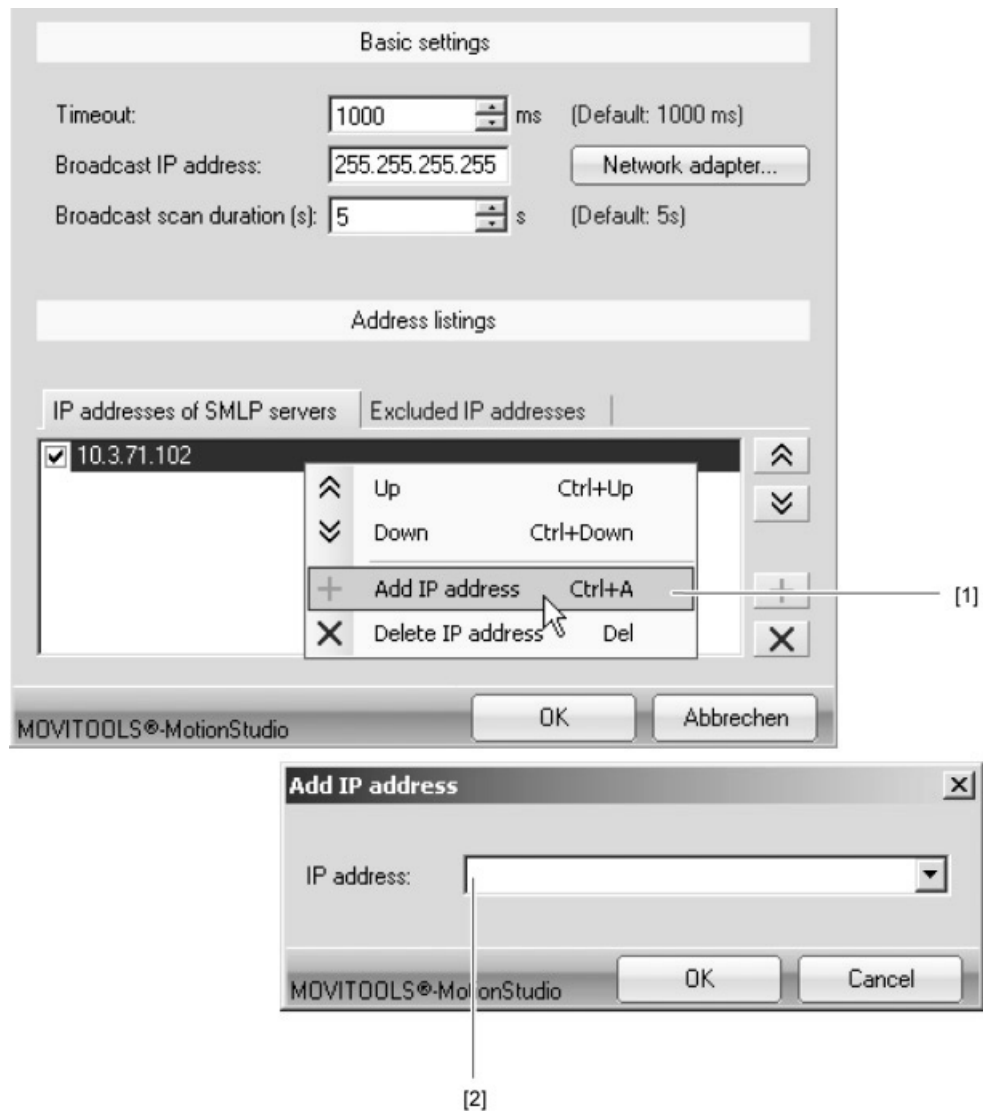 Basic settings
Timeout: 1000 ms (Default: 1000 ms)
Broadcast IP address: 255.255.255.255 Network adapter...
Broadcast scan duration (s): 5 s (Default: 5s)
Address listings
IP addresses of SMLP servers Excluded IP addresses
10.3.71.102
Up Ctrl+Up
Down Ctrl+Down
Add IP address Ctrl+A [1]
Delete IP address Del
MOVITOOLS®-MotionStudio OK Abbrechen
Add IP address
IP address:
MOVITOOLS®-MotionStudio OK Cancel
[2]